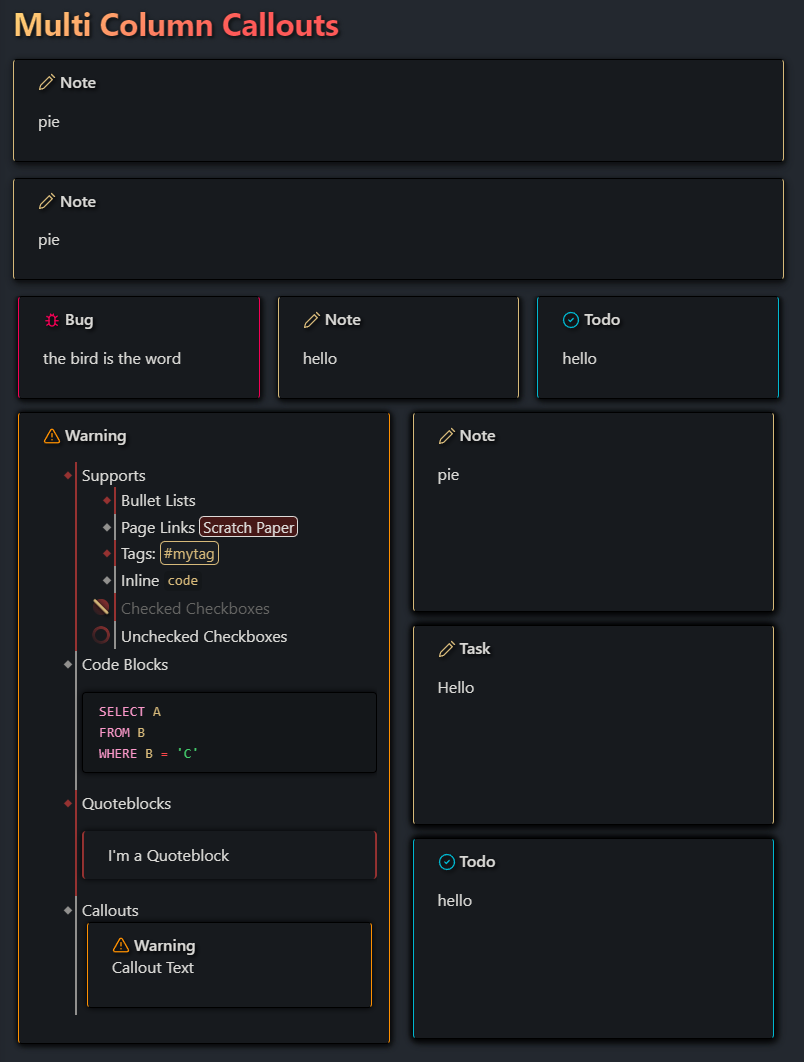 Multi Column Callouts
Note
pie
Note
pie
Bug
the bird is the word
Note
hello
Todo
hello
Warning
Supports
Bullet Lists
Page Links Scratch Paper
Tags: #mytag
Inline code
Checked Checkboxes
Unchecked Checkboxes
Code Blocks
SELECT A
FROM B
WHERE B = 'C'
Quoteblocks
I'm a Quoteblock
Callouts
Warning
Callout Text
Note
pie
Task
Hello
Todo
hello